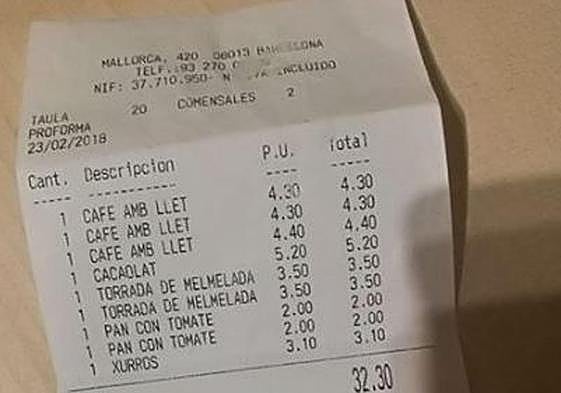 MALLORCA, 420 08013 BARCELONA
TELF.:93 270
NIF: 37.710.950- INCLUIDO
TAULA 20 COMENSALES 2
PROFORMA
23/02/2018
Cant. Descripcion P.U. Total
----- ----------- ---- -----
1 CAFE AMB LLET 4.30 4.30
1 CAFE AMB LLET 4.30 4.30
1 CAFE AMB LLET 4.40 4.40
1 CACAOLAT 5.20 5.20
1 TORRADA DE MELMELADA 3.50 3.50
1 TORRADA DE MELMELADA 3.50 3.50
1 PAN CON TOMATE 2.00 2.00
1 PAN CON TOMATE 2.00 2.00
1 XURROS 3.10 3.10
32.30